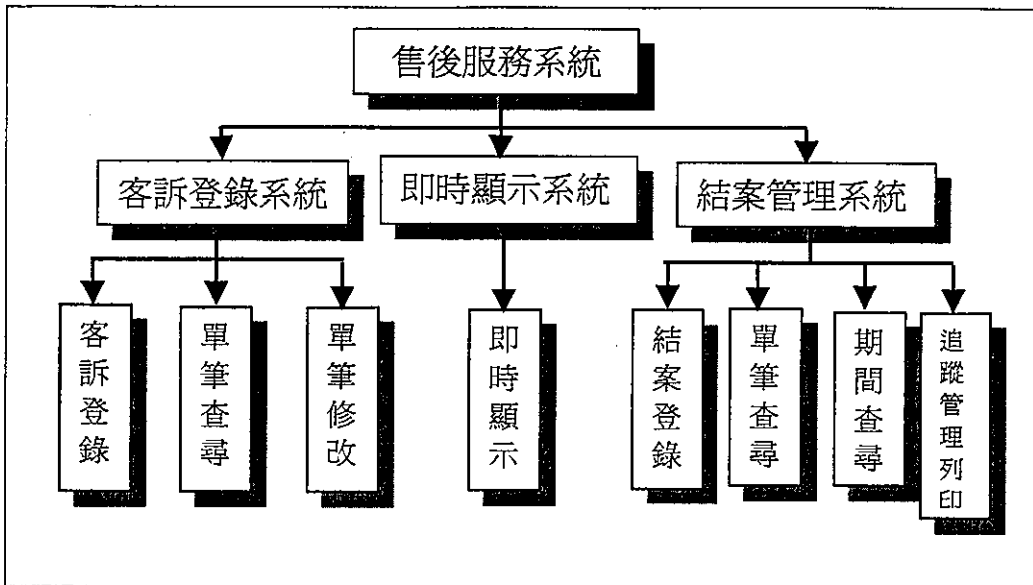 售後服務系統
客訴登錄系統
即時顯示系統
結案管理系統
客訴登錄
單筆查尋
單筆修改
即時顯示
結案登錄
單筆查尋
期間查尋
追蹤管理列印